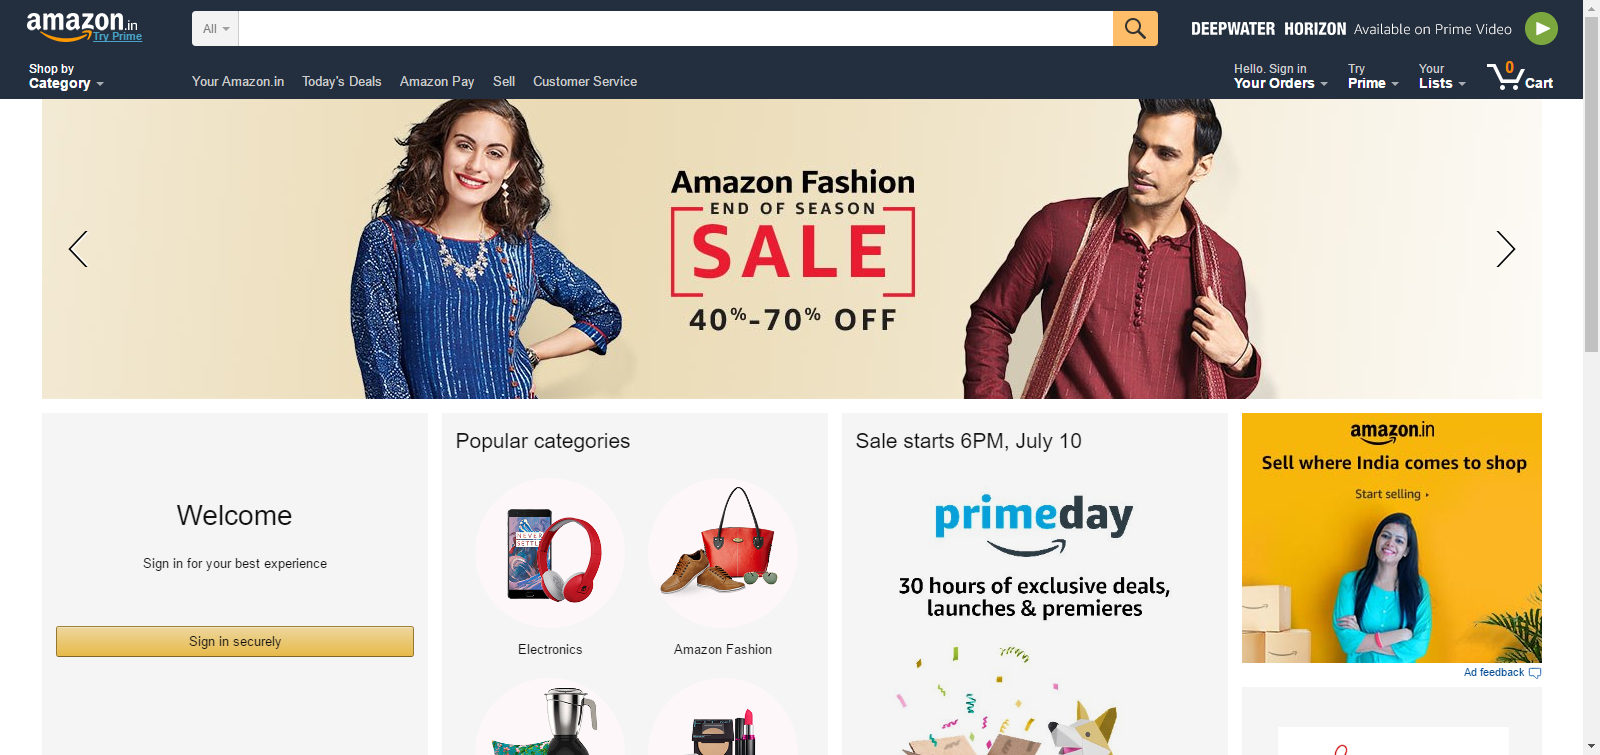 amazon.in
Try Prime
All
DEEPWATER HORIZON Available on Prime Video
Shop by
Category
Your Amazon.in Today's Deals Amazon Pay Sell Customer Service
Hello. Sign in
Your Orders
Try
Prime
Your
Lists
0
Cart
Amazon Fashion
END OF SEASON
SALE
40%-70% OFF
Welcome
Sign in for your best experience
Sign in securely
Popular categories
NEVER
SETTLE
Electronics
Amazon Fashion
Sale starts 6PM, July 10
primeday
30 hours of exclusive deals,
launches & premieres
amazon.in
Sell where India comes to shop
Start selling
Ad feedback